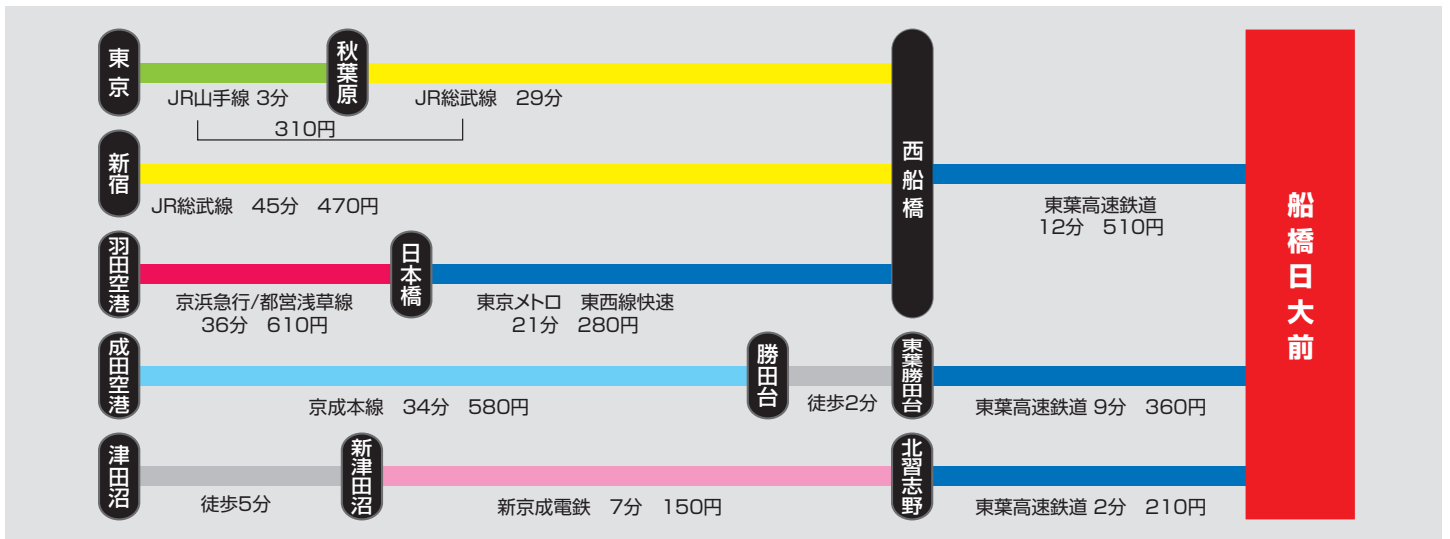 東京
秋葉原
JR山手線 3分
JR総武線 29分
310円
新宿
JR総武線 45分 470円
西船橋
東葉高速鉄道
12分 510円
羽田空港
日本橋
京浜急行/都営浅草線
36分 610円
東京メトロ 東西線快速
21分 280円
成田空港
京成本線 34分 580円
勝田台
徒歩2分
東葉勝田台
東葉高速鉄道 9分 360円
津田沼
徒歩5分
新津田沼
新京成電鉄 7分 150円
北習志野
東葉高速鉄道 2分 210円
船橋日大前